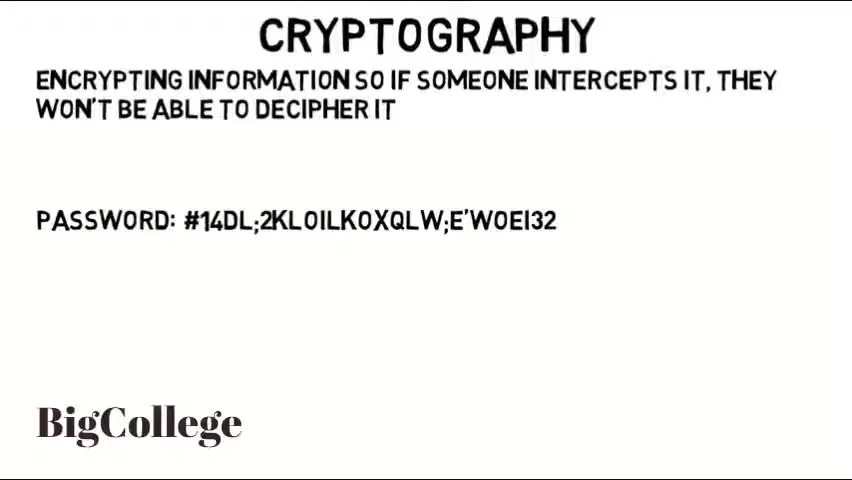 CRYPTOGRAPHY
ENCRYPTING INFORMATION SO IF SOMEONE INTERCEPTS IT, THEY
WON'T BE ABLE TO DECIPHER IT
PASSWORD: #14DL;2KLOILKOXQLW;E'WOEI32
BigCollege